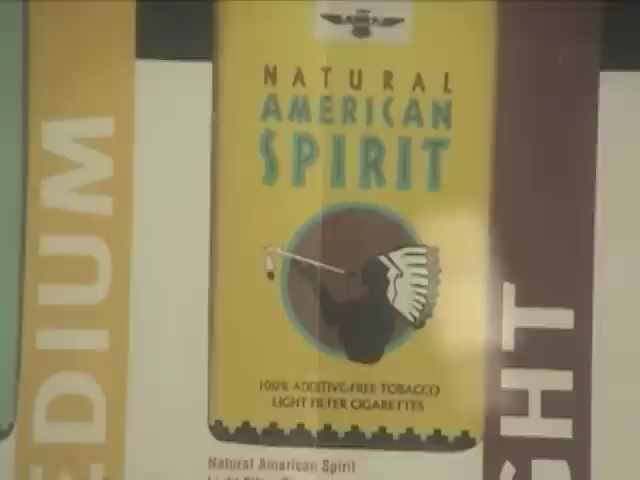 NATURAL
AMERICAN
SPIRIT
100% ADDITIVE-FREE TOBACCO
LIGHT FILTER CIGARETTES
Natural American Spirit
EDIUM
GHT